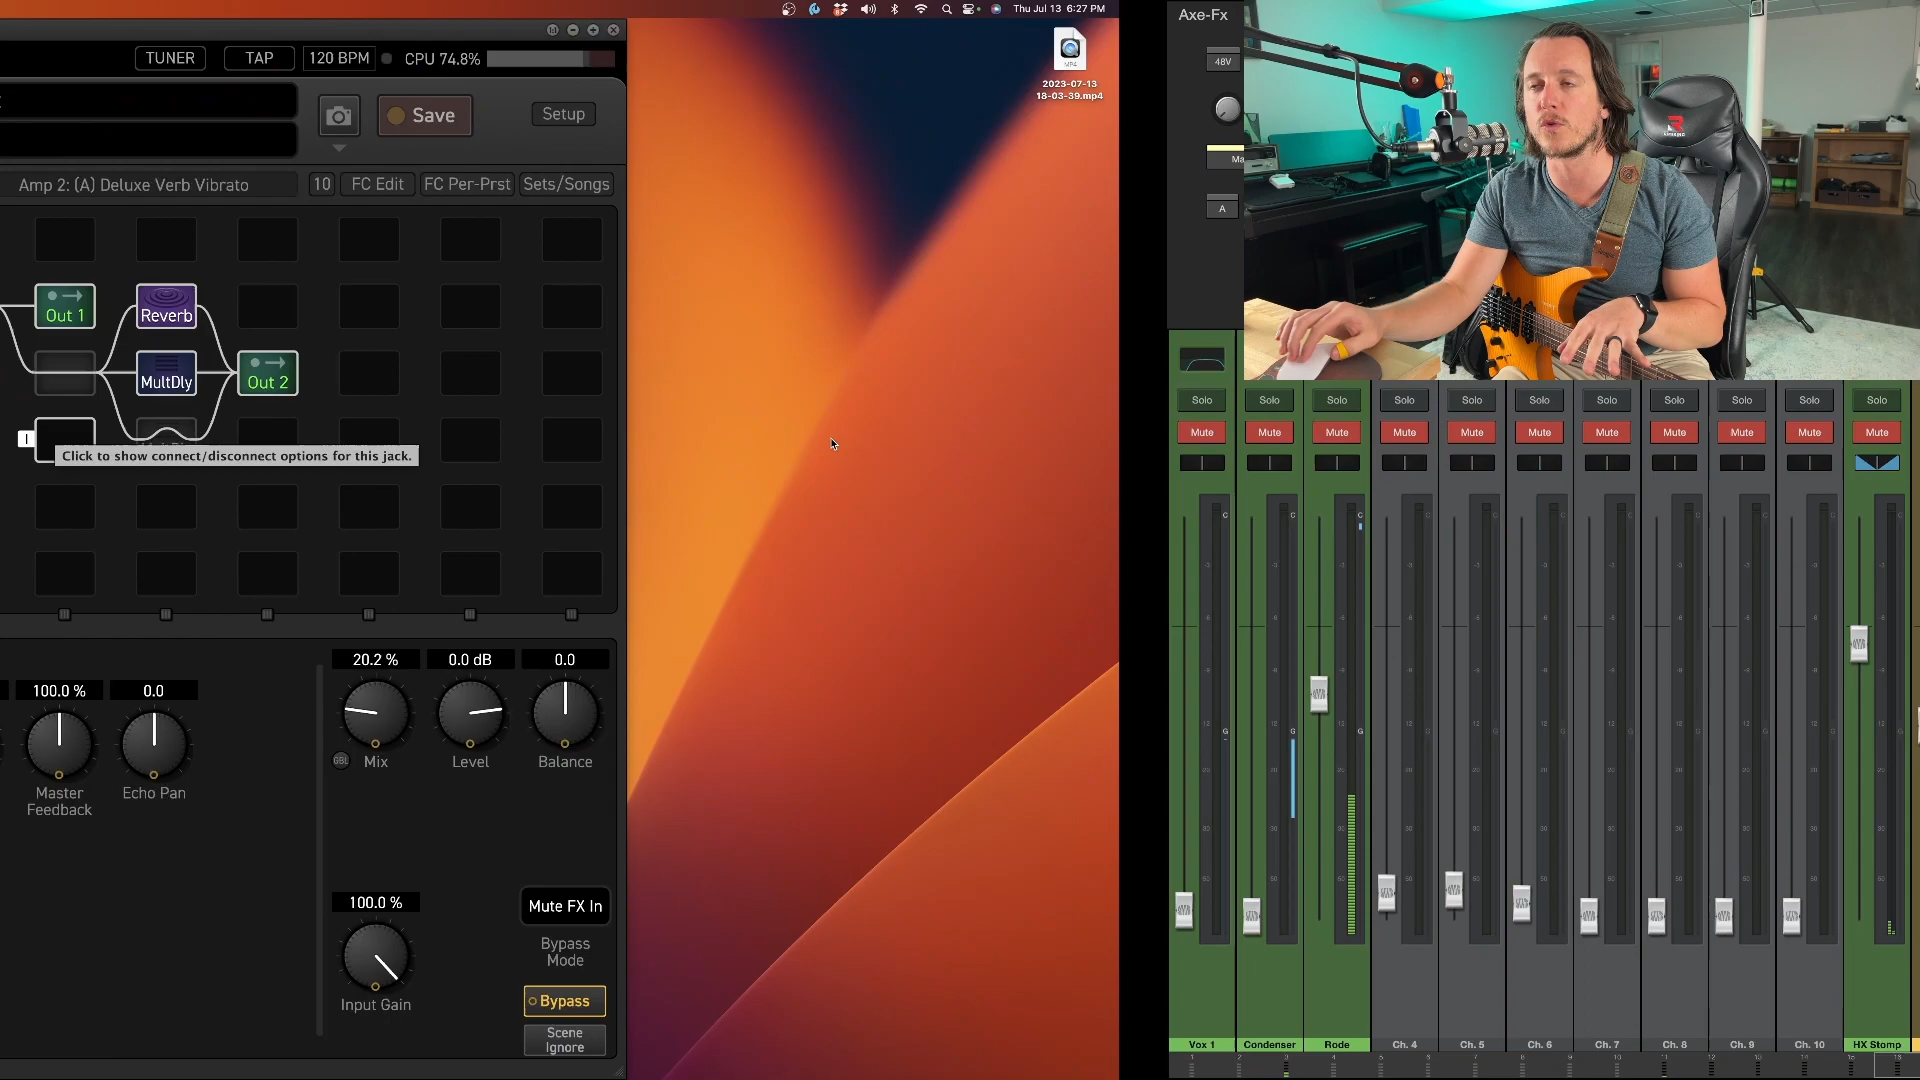 Thu Jul 13 6:27 PM
TUNER
TAP
120 BPM
CPU 74.8%
Save
Setup
Amp 2: (A) Deluxe Verb Vibrato
10
FC Edit
FC Per-Prst
Sets/Songs
Out 1
Reverb
MultDly
Out 2
Click to show connect/disconnect options for this jack.
100.0 %
0.0
Master
Feedback
Echo Pan
20.2 %
0.0 dB
0.0
GBL
Mix
Level
Balance
100.0 %
Input Gain
Mute FX In
Bypass
Mode
Bypass
Scene
Ignore
MP4
2023-07-13
18-03-39.mp4
Axe-Fx
48V
Ma
A
Solo Solo Solo Solo Solo Solo Solo Solo Solo Solo Solo
Mute Mute Mute Mute Mute Mute Mute Mute Mute Mute Mute
Vox 1
Condenser
Rode
Ch. 4
Ch. 5
Ch. 6
Ch. 7
Ch. 8
Ch. 9
Ch. 10
HX Stomp